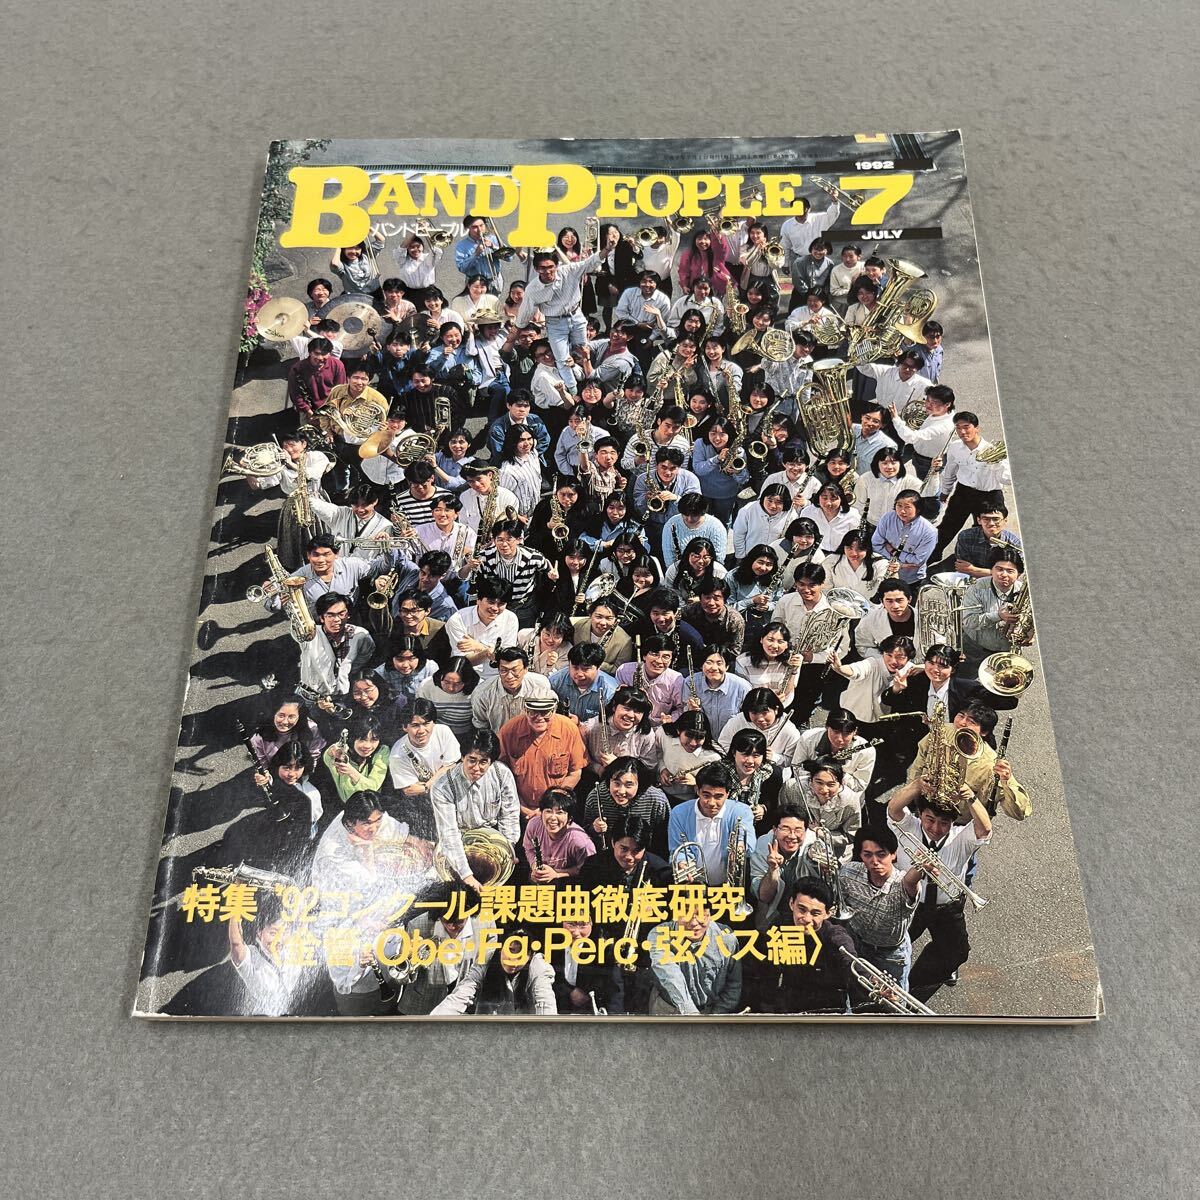 1992
BAND PEOPLE 7
バンドピープル
JULY
特集 '92コンクール課題曲徹底研究
〈金管・Obe・Fg・Perc・弦バス編〉